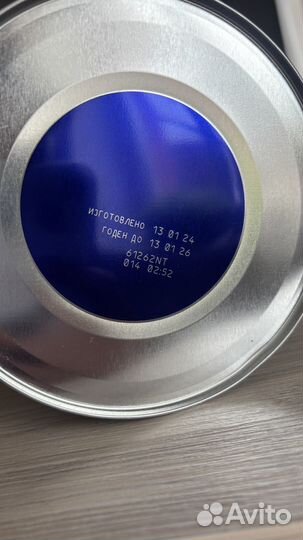 ИЗГОТОВЛЕНО 13 01 24
ГОДЕН ДО 13 01 26
61262NT
014 02:52
Avito